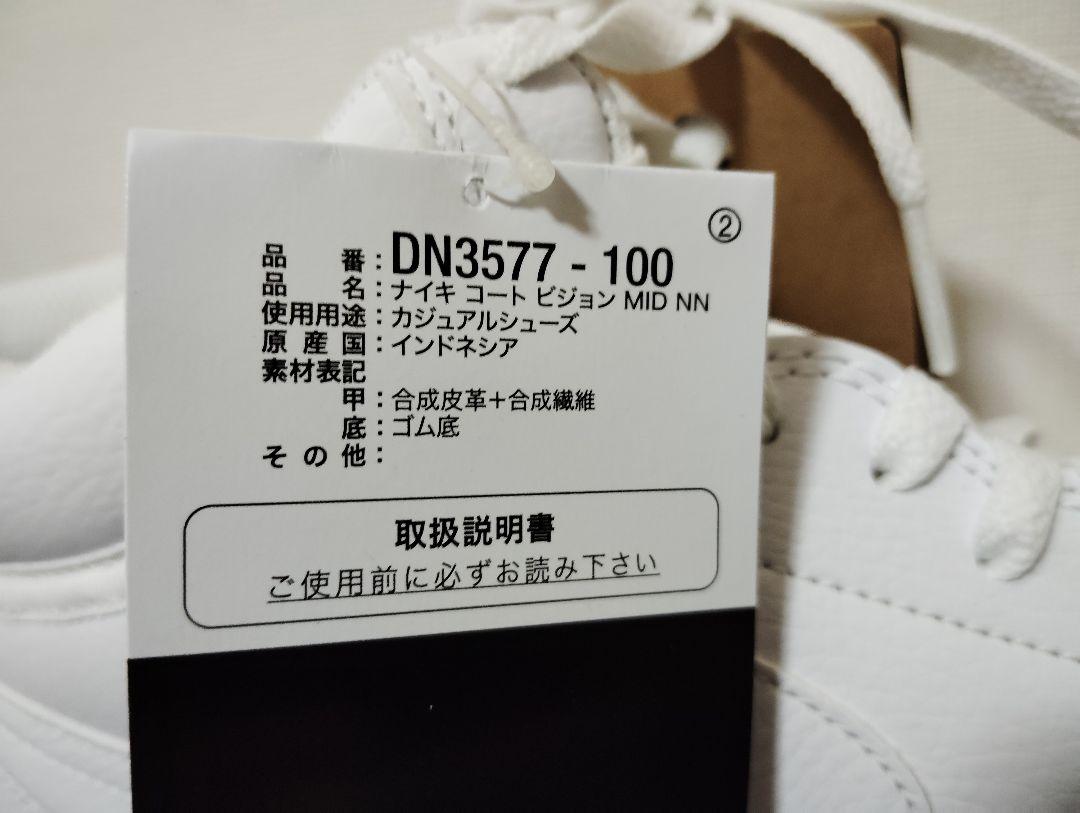 ②
品番：DN3577 - 100
品名：ナイキ コート ビジョン MID NN
使用用途：カジュアルシューズ
原産国：インドネシア
素材表記
甲：合成皮革＋合成繊維
底：ゴム底
その他：
取扱説明書
ご使用前に必ずお読み下さい